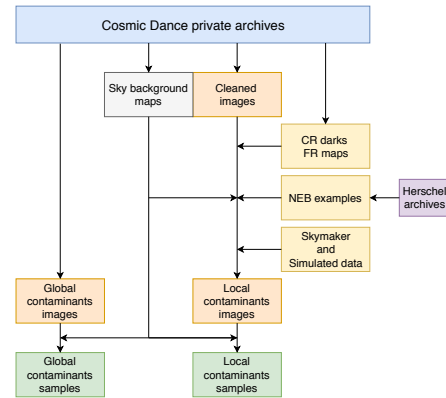 Cosmic Dance private archives
Sky background
maps
Cleaned
images
CR darks
FR maps
NEB examples
Herschel
archives
Skymaker
and
Simulated data
Global
contaminants
images
Local
contaminants
images
Global
contaminants
samples
Local
contaminants
samples